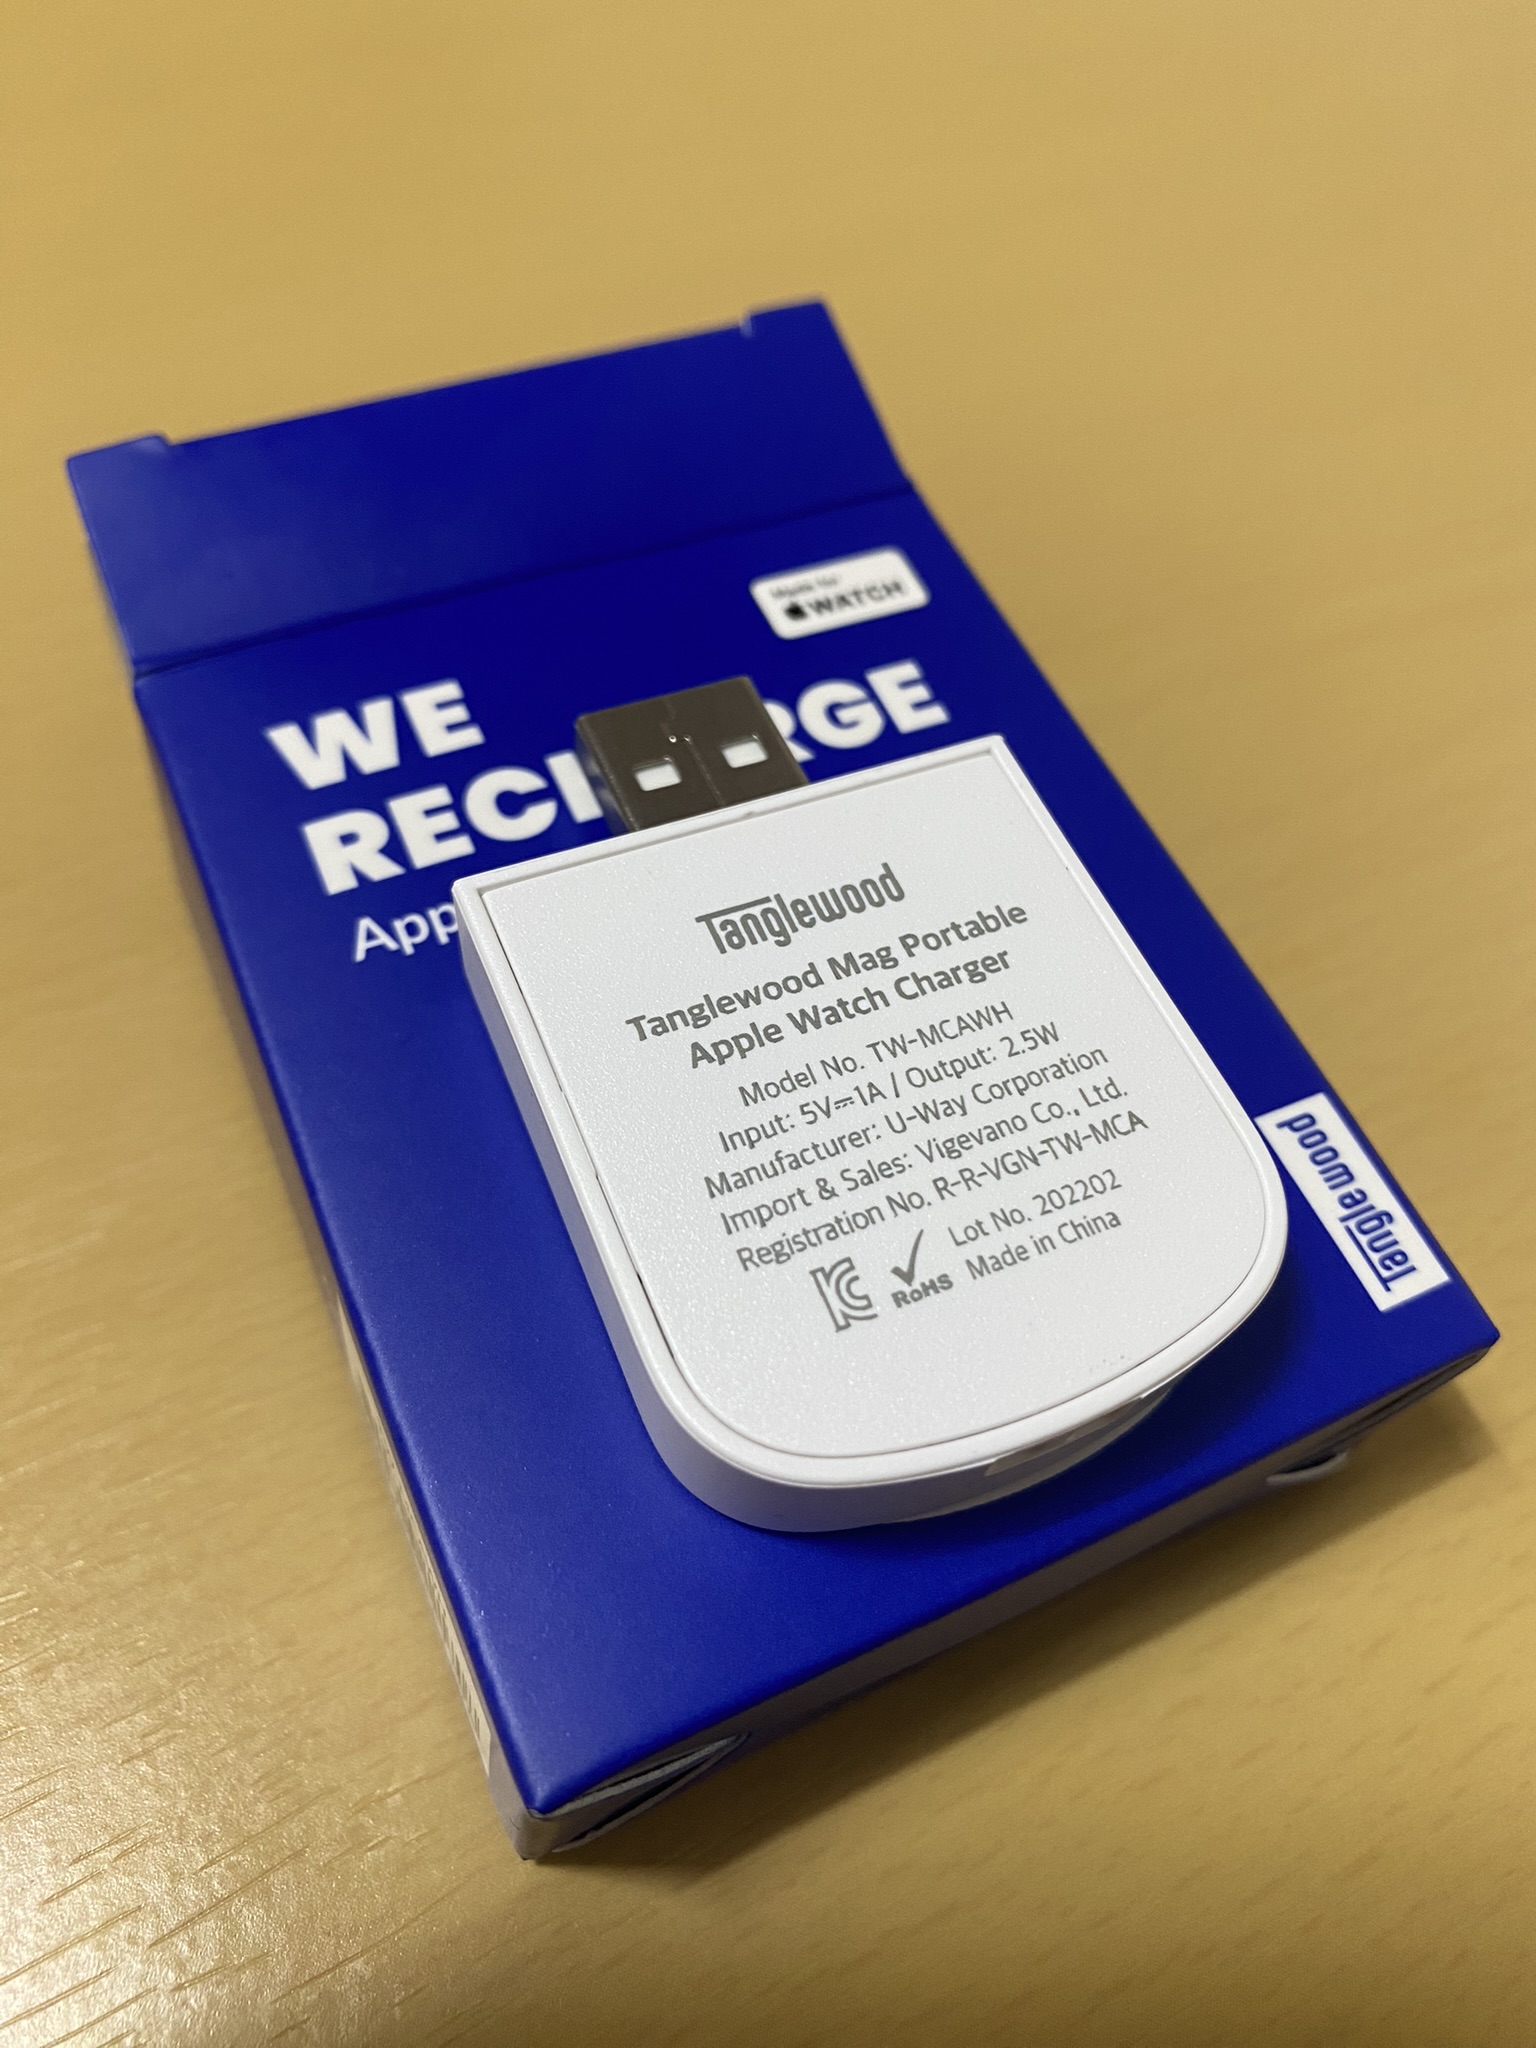 Made for
WATCH
WE
RECH RGE
App
Tanglewood
Tanglewood Mag Portable
Apple Watch Charger
Model No. TW-MCAWH
Input: 5V⎓1A / Output: 2.5W
Manufacturer: U-Way Corporation
Import & Sales: Vigevano Co., Ltd.
Registration No. R-R-VGN-TW-MCA
Lot No. 202202
RoHS Made in China
Tanglewood